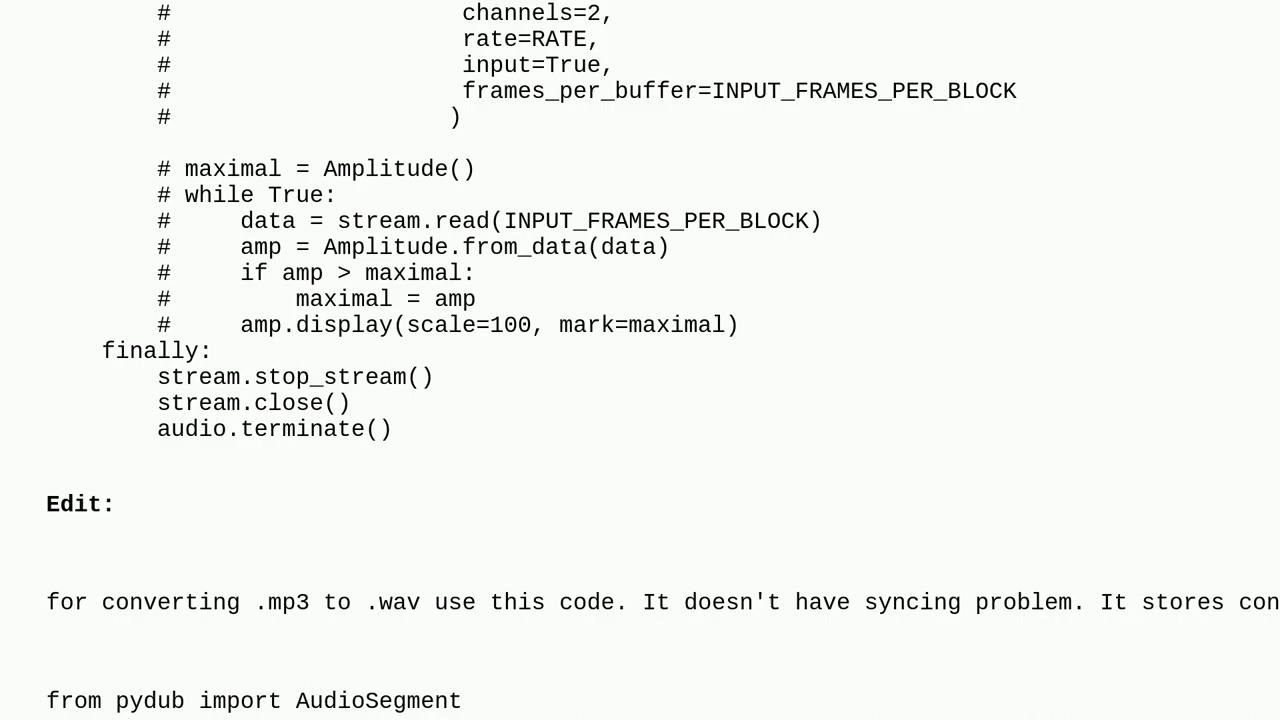 #                     channels=2,
#                     rate=RATE,
#                     input=True,
#                     frames_per_buffer=INPUT_FRAMES_PER_BLOCK
#                    )
# maximal = Amplitude()
# while True:
#     data = stream.read(INPUT_FRAMES_PER_BLOCK)
#     amp = Amplitude.from_data(data)
#     if amp > maximal:
#         maximal = amp
#     amp.display(scale=100, mark=maximal)
finally:
stream.stop_stream()
stream.close()
audio.terminate()
Edit:
for converting .mp3 to .wav use this code. It doesn't have syncing problem. It stores con
from pydub import AudioSegment